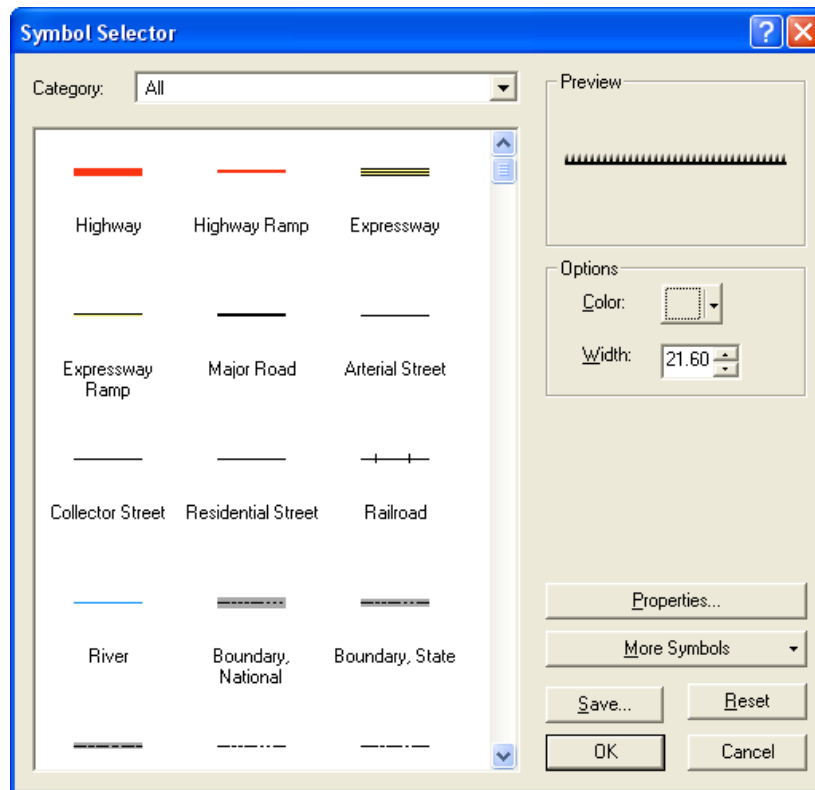 Symbol Selector
Category: All
Highway Highway Ramp Expressway
Expressway Ramp Major Road Arterial Street
Collector Street Residential Street Railroad
River Boundary, National Boundary, State
Preview
Options
Color:
Width: 21.60
Properties...
More Symbols
Save... Reset
OK Cancel